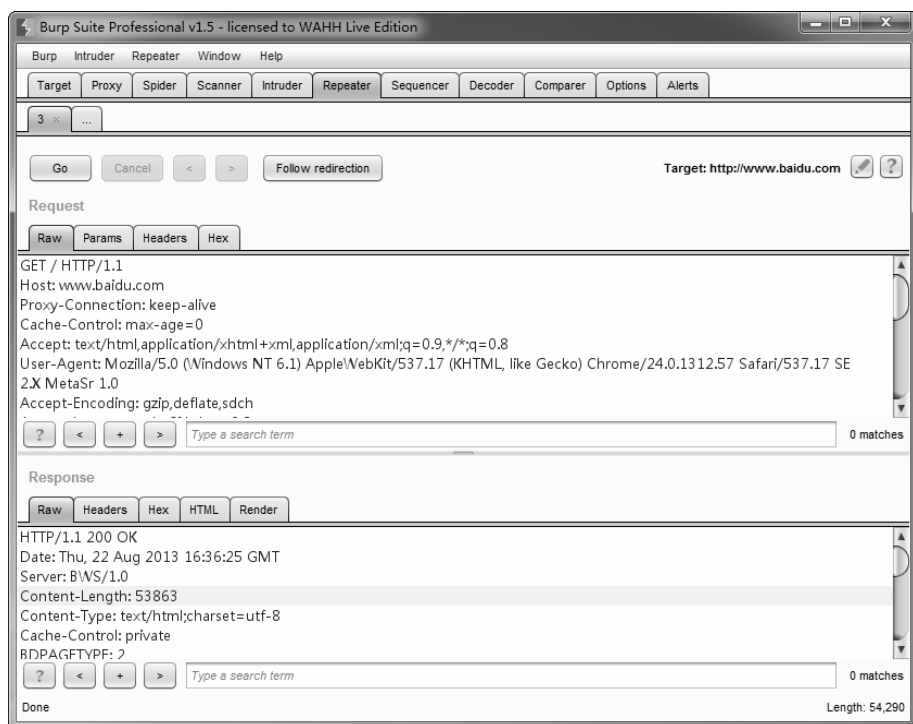 Burp Suite Professional v1.5 - licensed to WAHH Live Edition
Burp Intruder Repeater Window Help
Target Proxy Spider Scanner Intruder Repeater Sequencer Decoder Comparer Options Alerts
3 × ...
Go Cancel < > Follow redirection Target: http://www.baidu.com ?
Request
Raw Params Headers Hex
GET / HTTP/1.1
Host: www.baidu.com
Proxy-Connection: keep-alive
Cache-Control: max-age=0
Accept: text/html,application/xhtml+xml,application/xml;q=0.9,*/*;q=0.8
User-Agent: Mozilla/5.0 (Windows NT 6.1) AppleWebKit/537.17 (KHTML, like Gecko) Chrome/24.0.1312.57 Safari/537.17 SE
2.X MetaSr 1.0
Accept-Encoding: gzip,deflate,sdch
? < + > Type a search term 0 matches
Response
Raw Headers Hex HTML Render
HTTP/1.1 200 OK
Date: Thu, 22 Aug 2013 16:36:25 GMT
Server: BWS/1.0
Content-Length: 53863
Content-Type: text/html;charset=utf-8
Cache-Control: private
BDPAGETYPE: 2
? < + > Type a search term 0 matches
Done Length: 54,290